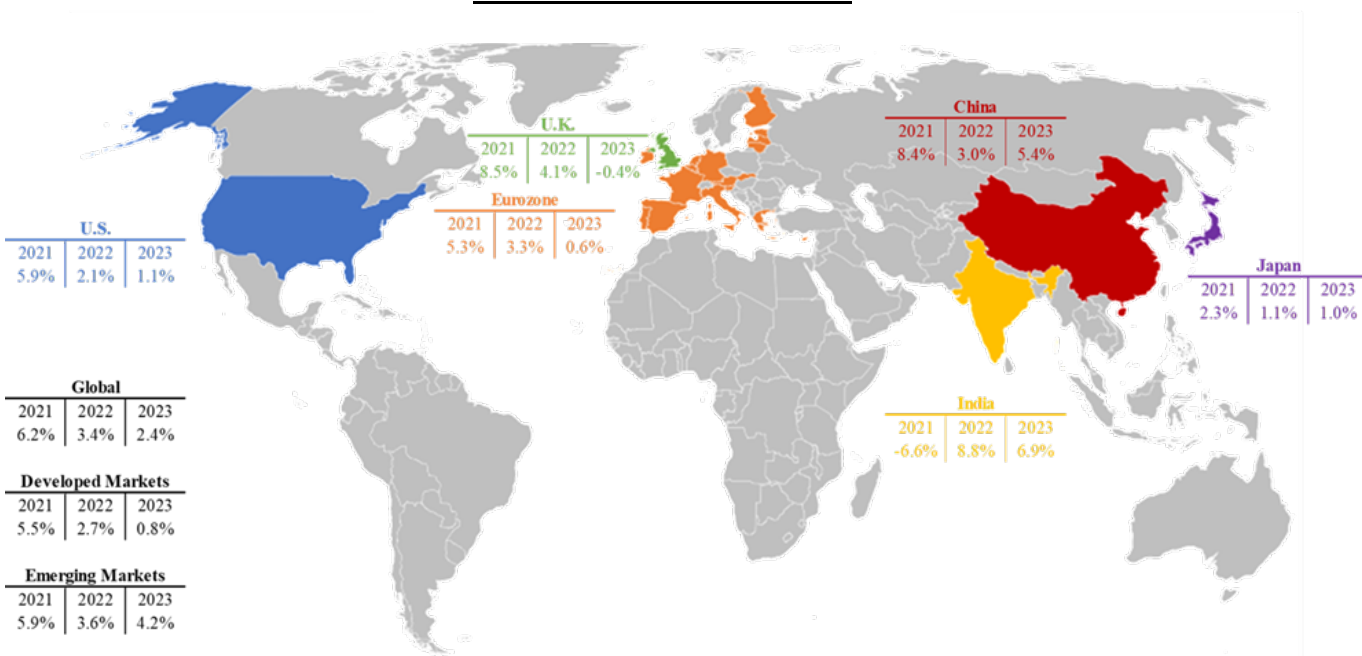 U.K.
2021 2022 2023
8.5% 4.1% -0.4%
China
2021 2022 2023
8.4% 3.0% 5.4%
Eurozone
2021 2022 2023
5.3% 3.3% 0.6%
U.S.
2021 2022 2023
5.9% 2.1% 1.1%
Japan
2021 2022 2023
2.3% 1.1% 1.0%
Global
2021 2022 2023
6.2% 3.4% 2.4%
India
2021 2022 2023
-6.6% 8.8% 6.9%
Developed Markets
2021 2022 2023
5.5% 2.7% 0.8%
Emerging Markets
2021 2022 2023
5.9% 3.6% 4.2%